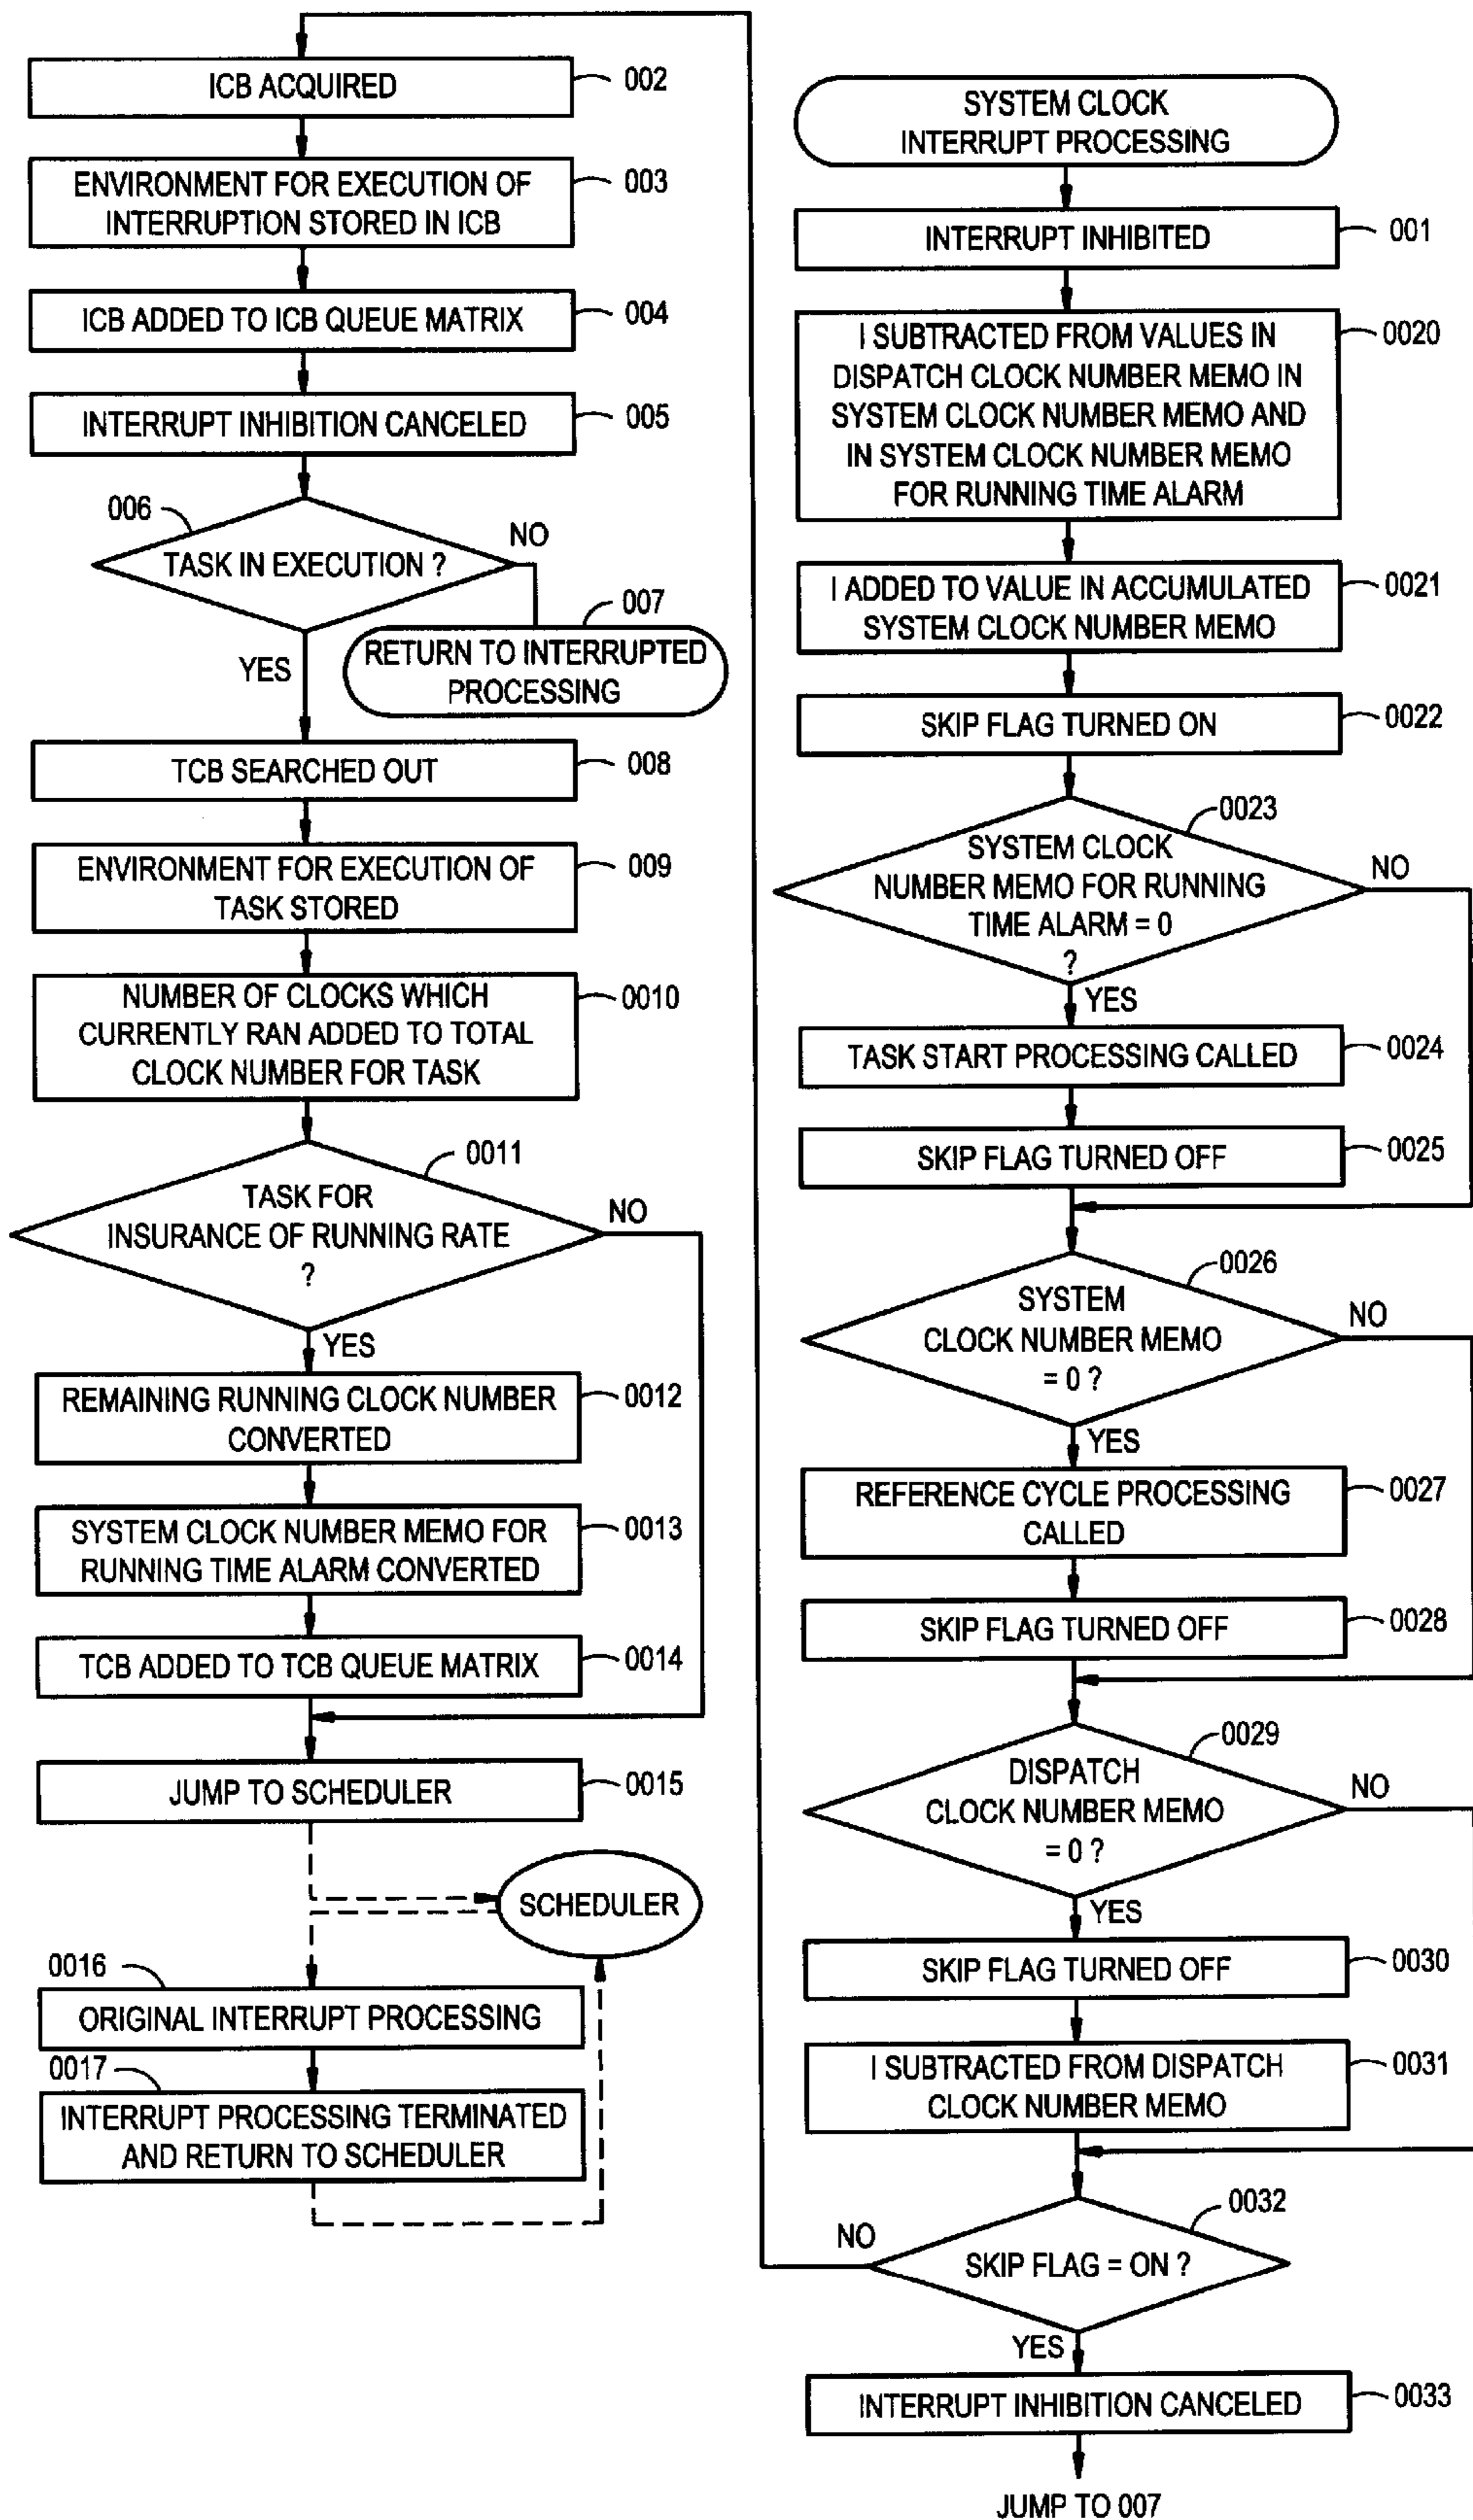 ICB ACQUIRED
002
ENVIRONMENT FOR EXECUTION OF
INTERRUPTION STORED IN ICB
003
ICB ADDED TO ICB QUEUE MATRIX
004
INTERRUPT INHIBITION CANCELED
005
006
TASK IN EXECUTION ?
NO
007
RETURN TO INTERRUPTED
PROCESSING
YES
TCB SEARCHED OUT
008
ENVIRONMENT FOR EXECUTION OF
TASK STORED
009
NUMBER OF CLOCKS WHICH
CURRENTLY RAN ADDED TO TOTAL
CLOCK NUMBER FOR TASK
0010
0011
TASK FOR
INSURANCE OF RUNNING RATE
?
NO
YES
REMAINING RUNNING CLOCK NUMBER
CONVERTED
0012
SYSTEM CLOCK NUMBER MEMO FOR
RUNNING TIME ALARM CONVERTED
0013
TCB ADDED TO TCB QUEUE MATRIX
0014
JUMP TO SCHEDULER
0015
SCHEDULER
0016
ORIGINAL INTERRUPT PROCESSING
0017
INTERRUPT PROCESSING TERMINATED
AND RETURN TO SCHEDULER
SYSTEM CLOCK
INTERRUPT PROCESSING
INTERRUPT INHIBITED
001
I SUBTRACTED FROM VALUES IN
DISPATCH CLOCK NUMBER MEMO IN
SYSTEM CLOCK NUMBER MEMO AND
IN SYSTEM CLOCK NUMBER MEMO
FOR RUNNING TIME ALARM
0020
I ADDED TO VALUE IN ACCUMULATED
SYSTEM CLOCK NUMBER MEMO
0021
SKIP FLAG TURNED ON
0022
0023
SYSTEM CLOCK
NUMBER MEMO FOR RUNNING
TIME ALARM = 0
?
NO
YES
TASK START PROCESSING CALLED
0024
SKIP FLAG TURNED OFF
0025
0026
SYSTEM
CLOCK NUMBER MEMO
= 0 ?
NO
YES
REFERENCE CYCLE PROCESSING
CALLED
0027
SKIP FLAG TURNED OFF
0028
0029
DISPATCH
CLOCK NUMBER MEMO
= 0 ?
NO
YES
SKIP FLAG TURNED OFF
0030
I SUBTRACTED FROM DISPATCH
CLOCK NUMBER MEMO
0031
0032
NO
SKIP FLAG = ON ?
YES
INTERRUPT INHIBITION CANCELED
0033
JUMP TO 007